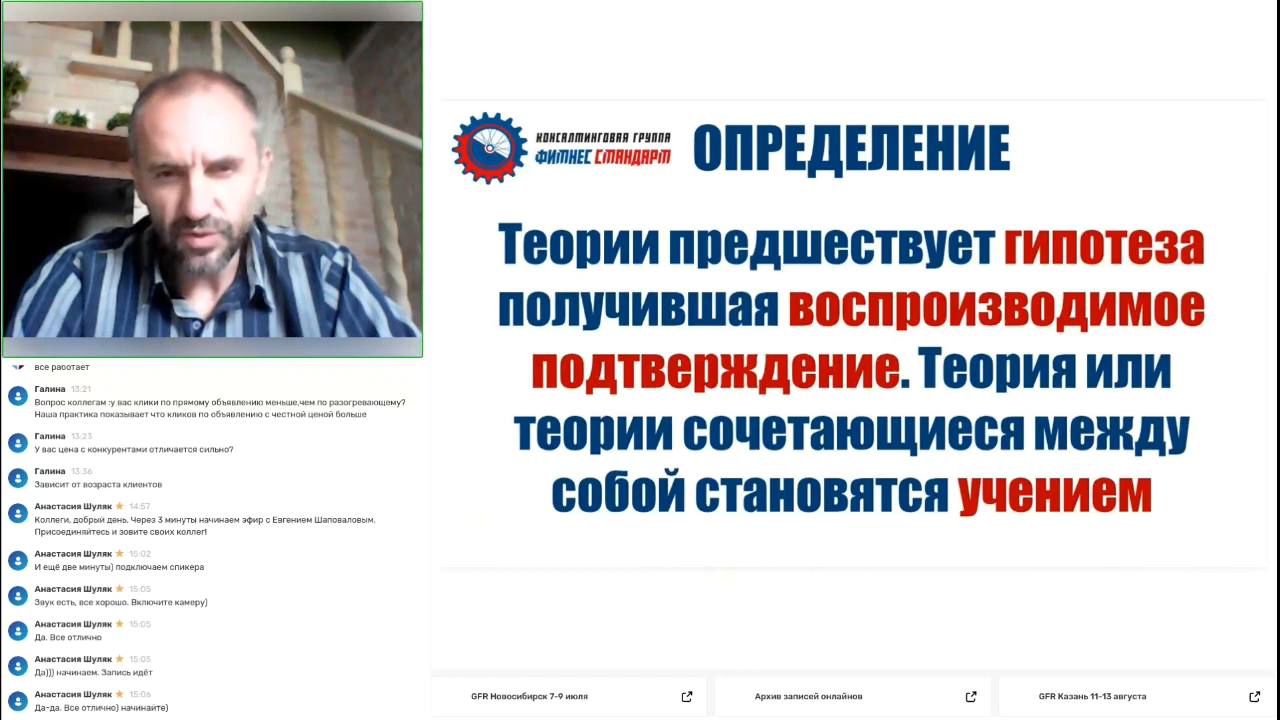 все работает
Галина 13:21
Вопрос коллегам :у вас клики по прямому объявлению меньше,чем по разогревающему?
Наша практика показывает что кликов по объявлению с честной ценой больше
Галина 13:23
У вас цена с конкурентами отличается сильно?
Галина 13:36
Зависит от возраста клиентов
Анастасия Шуляк 14:57
Коллеги, добрый день. Через 3 минуты начинаем эфир с Евгением Шаповаловым.
Присоединяйтесь и зовите своих коллег!
Анастасия Шуляк 15:02
И ещё две минуты) подключаем спикера
Анастасия Шуляк 15:05
Звук есть, все хорошо. Включите камеру)
Анастасия Шуляк 15:05
Да. Все отлично
Анастасия Шуляк 15:05
Да))) начинаем. Запись идёт
Анастасия Шуляк 15:06
Да-да. Все отлично) начинайте)
КОНСАЛТИНГОВАЯ ГРУППА
ФИТНЕС СТАНДАРТ
ОПРЕДЕЛЕНИЕ
Теории предшествует гипотеза
получившая воспроизводимое
подтверждение. Теория или
теории сочетающиеся между
собой становятся учением
GFR Новосибирск 7-9 июля
Архив записей онлайнов
GFR Казань 11-13 августа